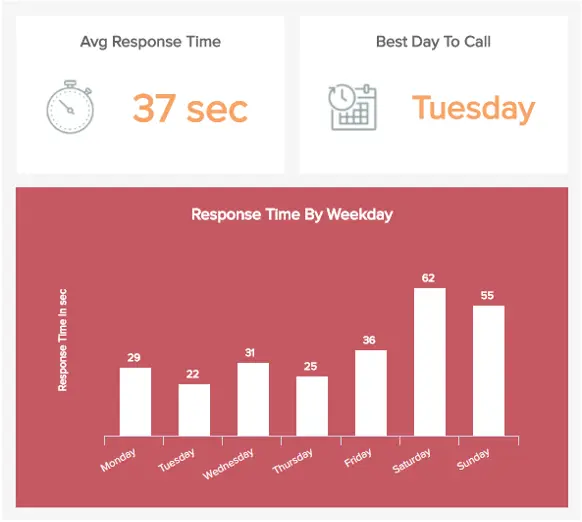 Avg Response Time
37 sec
Best Day To Call
Tuesday
Response Time By Weekday
Response Time In sec
29
22
31
25
36
62
55
Monday
Tuesday
Wednesday
Thursday
Friday
Saturday
Sunday